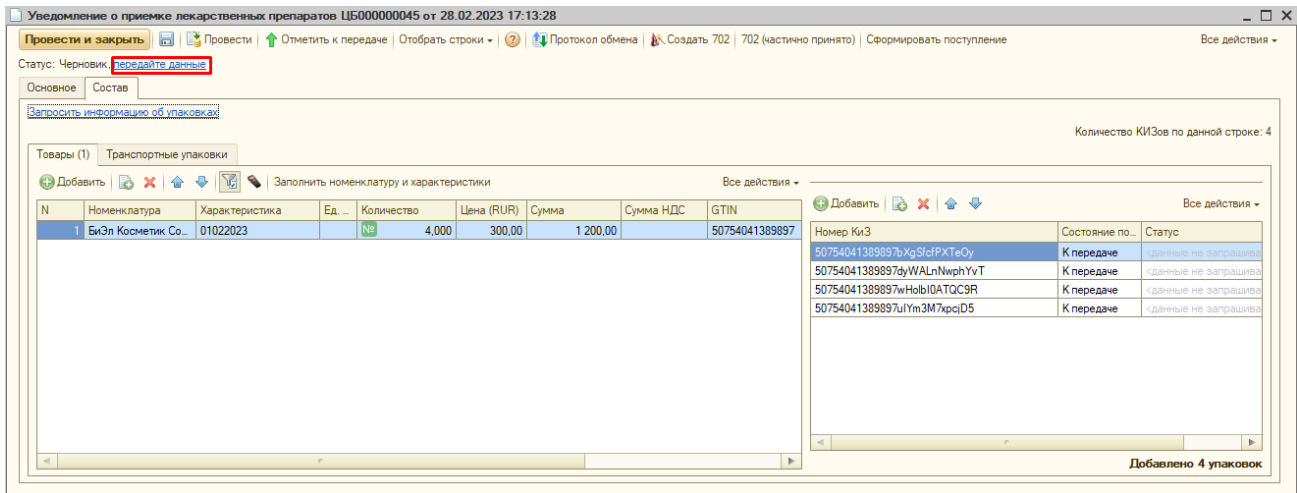 Уведомление о приемке лекарственных препаратов ЦБ000000045 от 28.02.2023 17:13:28
Провести и закрыть Провести Отметить к передаче Отобрать строки Протокол обмена Создать 702 702 (частично принято) Сформировать поступление Все действия
Статус: Черновик, передайте данные
Основное Состав
Запросить информацию об упаковках
Количество КИЗов по данной строке: 4
Товары (1) Транспортные упаковки
Добавить Заполнить номенклатуру и характеристики Все действия
Добавить Все действия
N Номенклатура Характеристика Ед. ... Количество Цена (RUR) Сумма Сумма НДС GTIN
1 БиЭл Косметик Со... 01022023 № 4,000 300,00 1 200,00 50754041389897
Номер КиЗ Состояние по... Статус
50754041389897bXgSfcfPXTeOy К передаче <данные не запрашива
50754041389897dyWALnNwphYvT К передаче <данные не запрашива
50754041389897wHolbI0ATQC9R К передаче <данные не запрашива
50754041389897uIYm3M7xpcjD5 К передаче <данные не запрашива
Добавлено 4 упаковок